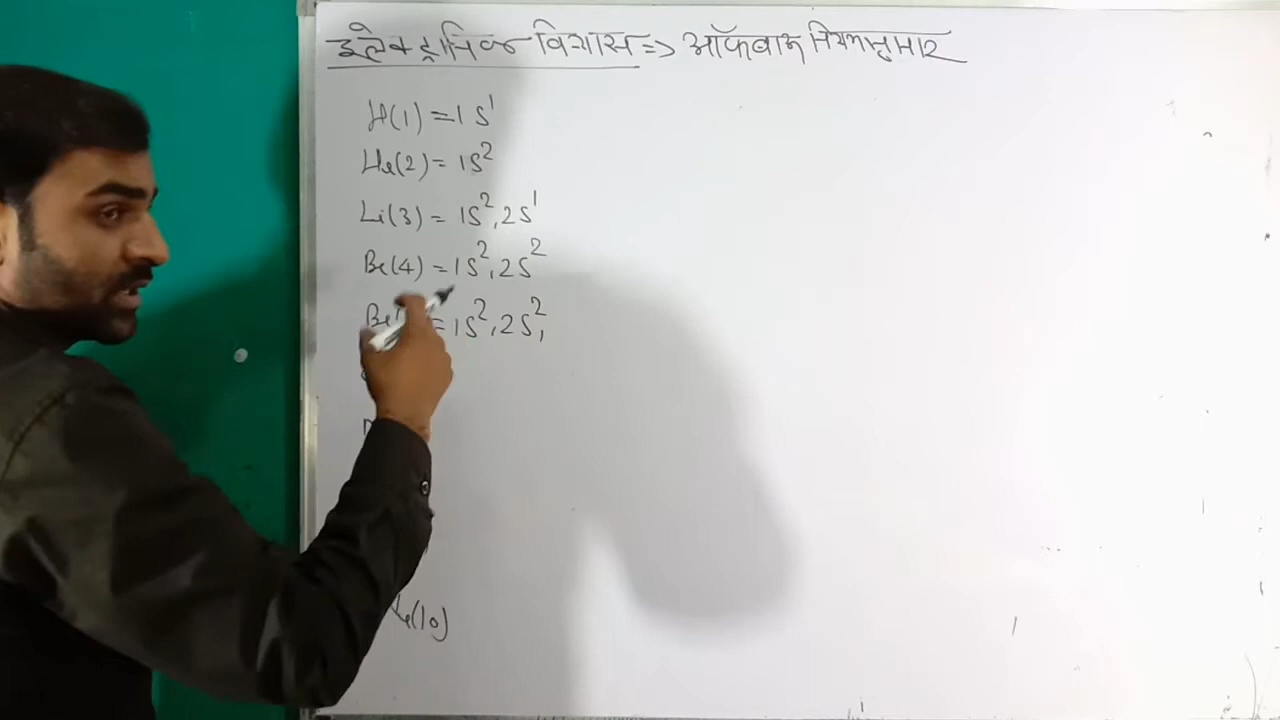 इलेक्ट्रानिक विन्यास => ऑफबाऊ नियमानुसार
H(1) = 1s¹
He(2) = 1s²
Li(3) = 1s²,2s¹
Be(4) = 1s²,2s²
= 1s²,2s²,
(10)